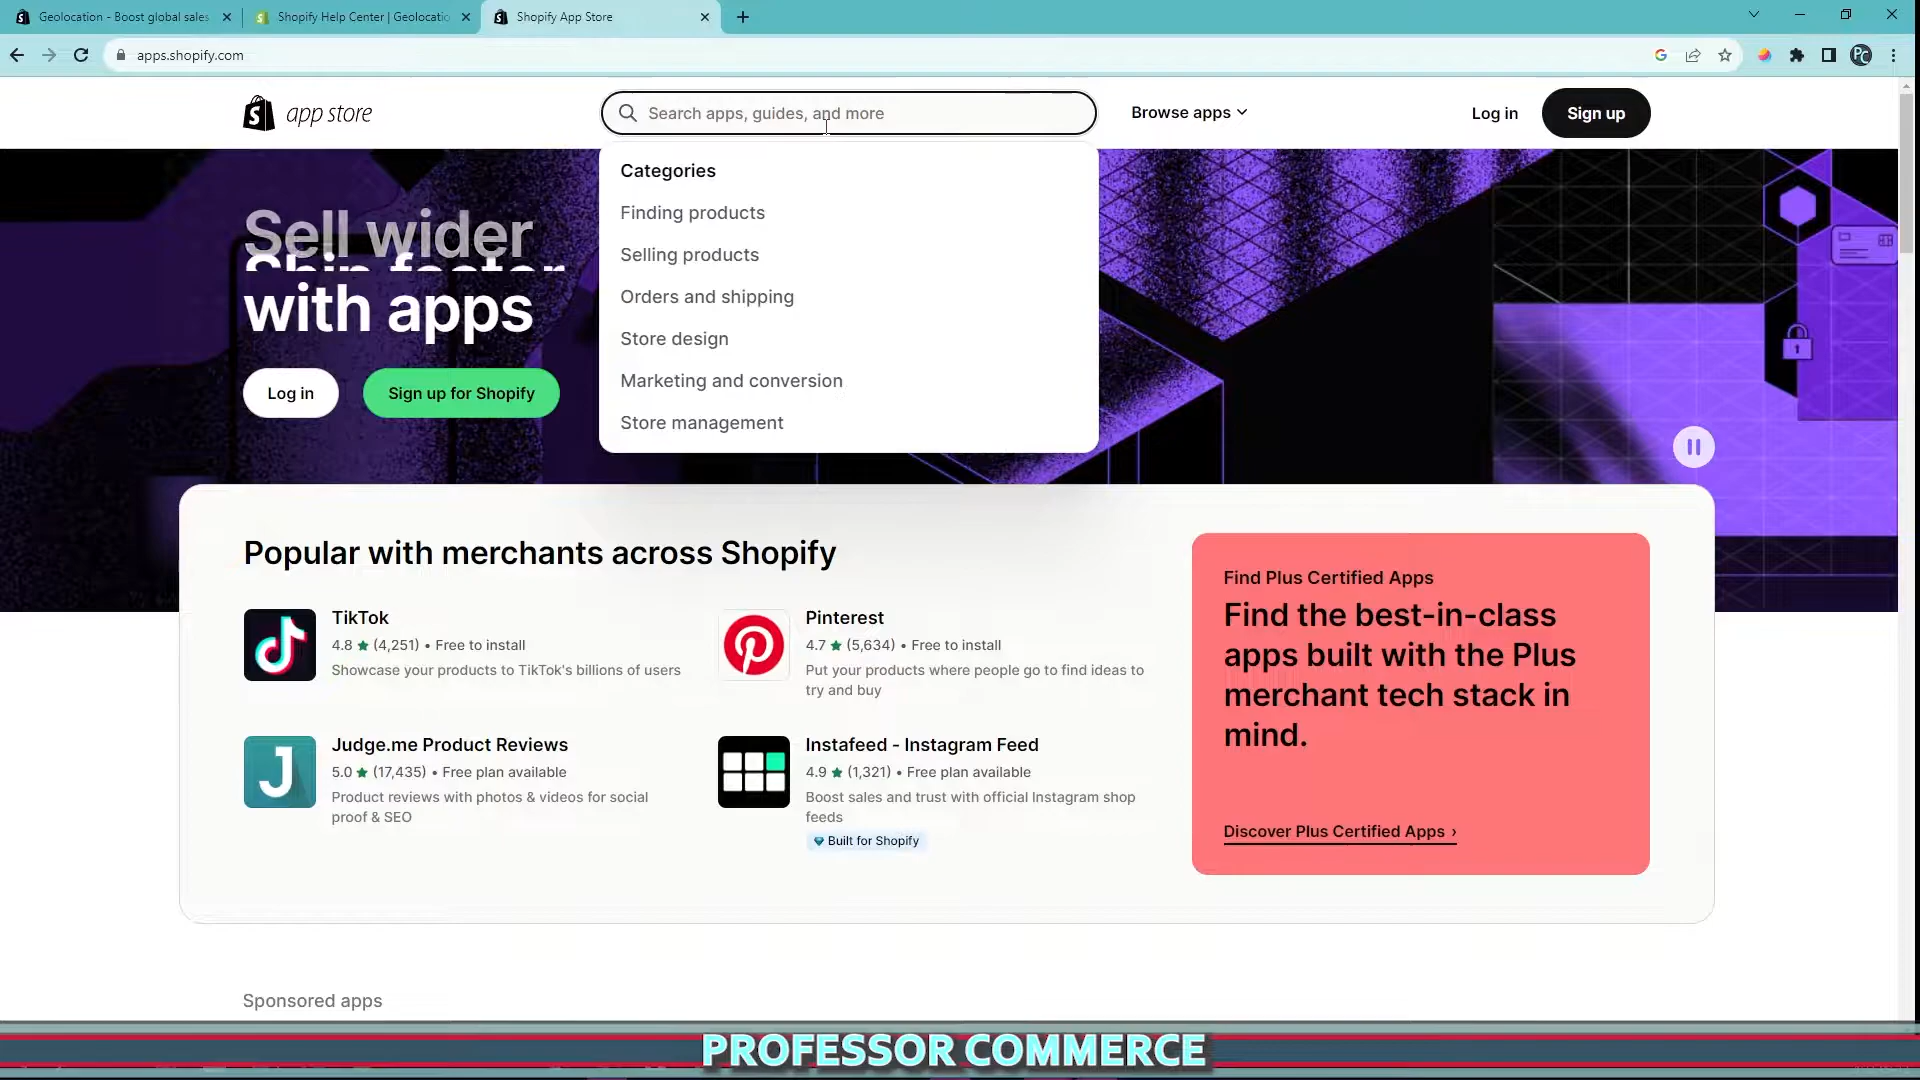 Geolocation - Boost global sales
Shopify Help Center | Geolocatio
Shopify App Store
apps.shopify.com
app store
Search apps, guides, and more
Browse apps
Log in
Sign up
Categories
Finding products
Selling products
Orders and shipping
Store design
Marketing and conversion
Store management
Sell wider
Ship faster
with apps
Log in
Sign up for Shopify
Popular with merchants across Shopify
TikTok
4.8 ★ (4,251) • Free to install
Showcase your products to TikTok's billions of users
Pinterest
4.7 ★ (5,634) • Free to install
Put your products where people go to find ideas to
try and buy
Judge.me Product Reviews
5.0 ★ (17,435) • Free plan available
Product reviews with photos & videos for social
proof & SEO
Instafeed - Instagram Feed
4.9 ★ (1,321) • Free plan available
Boost sales and trust with official Instagram shop
feeds
Built for Shopify
Find Plus Certified Apps
Find the best-in-class
apps built with the Plus
merchant tech stack in
mind.
Discover Plus Certified Apps ›
Sponsored apps
PROFESSOR COMMERCE